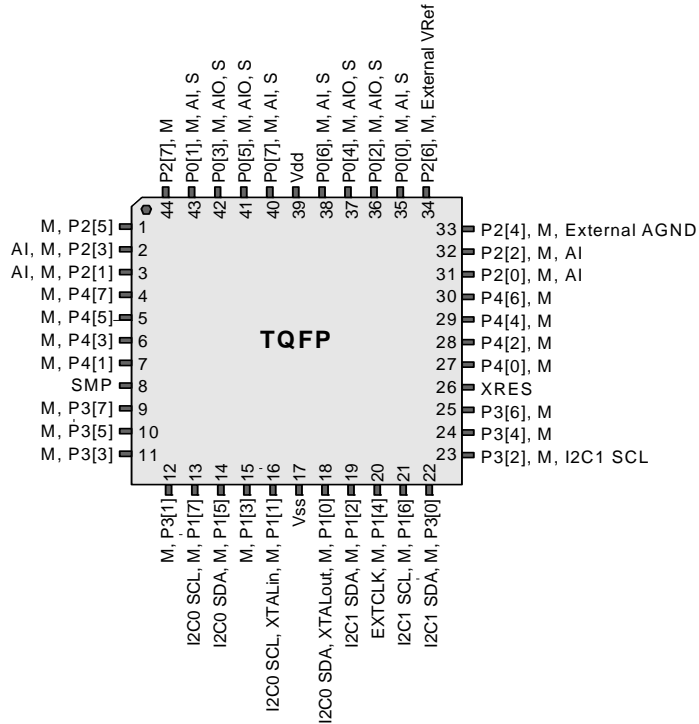 P2[7], M
P0[1], M, AI, S
P0[3], M, AIO, S
P0[5], M, AIO, S
P0[7], M, AI, S
Vdd
P0[6], M, AI, S
P0[4], M, AIO, S
P0[2], M, AIO, S
P0[0], M, AI, S
P2[6], M, External VRef
44
43
42
41
40
39
38
37
36
35
34
M, P2[5] 1
AI, M, P2[3] 2
AI, M, P2[1] 3
M, P4[7] 4
M, P4[5] 5
M, P4[3] 6
M, P4[1] 7
SMP 8
M, P3[7] 9
M, P3[5] 10
M, P3[3] 11
TQFP
33 P2[4], M, External AGND
32 P2[2], M, AI
31 P2[0], M, AI
30 P4[6], M
29 P4[4], M
28 P4[2], M
27 P4[0], M
26 XRES
25 P3[6], M
24 P3[4], M
23 P3[2], M, I2C1 SCL
12
13
14
15
16
17
18
19
20
21
22
M, P3[1]
I2C0 SCL, M, P1[7]
I2C0 SDA, M, P1[5]
M, P1[3]
I2C0 SCL, XTALin, M, P1[1]
Vss
I2C0 SDA, XTALout, M, P1[0]
I2C1 SDA, M, P1[2]
EXTCLK, M, P1[4]
I2C1 SCL, M, P1[6]
I2C1 SDA, M, P3[0]